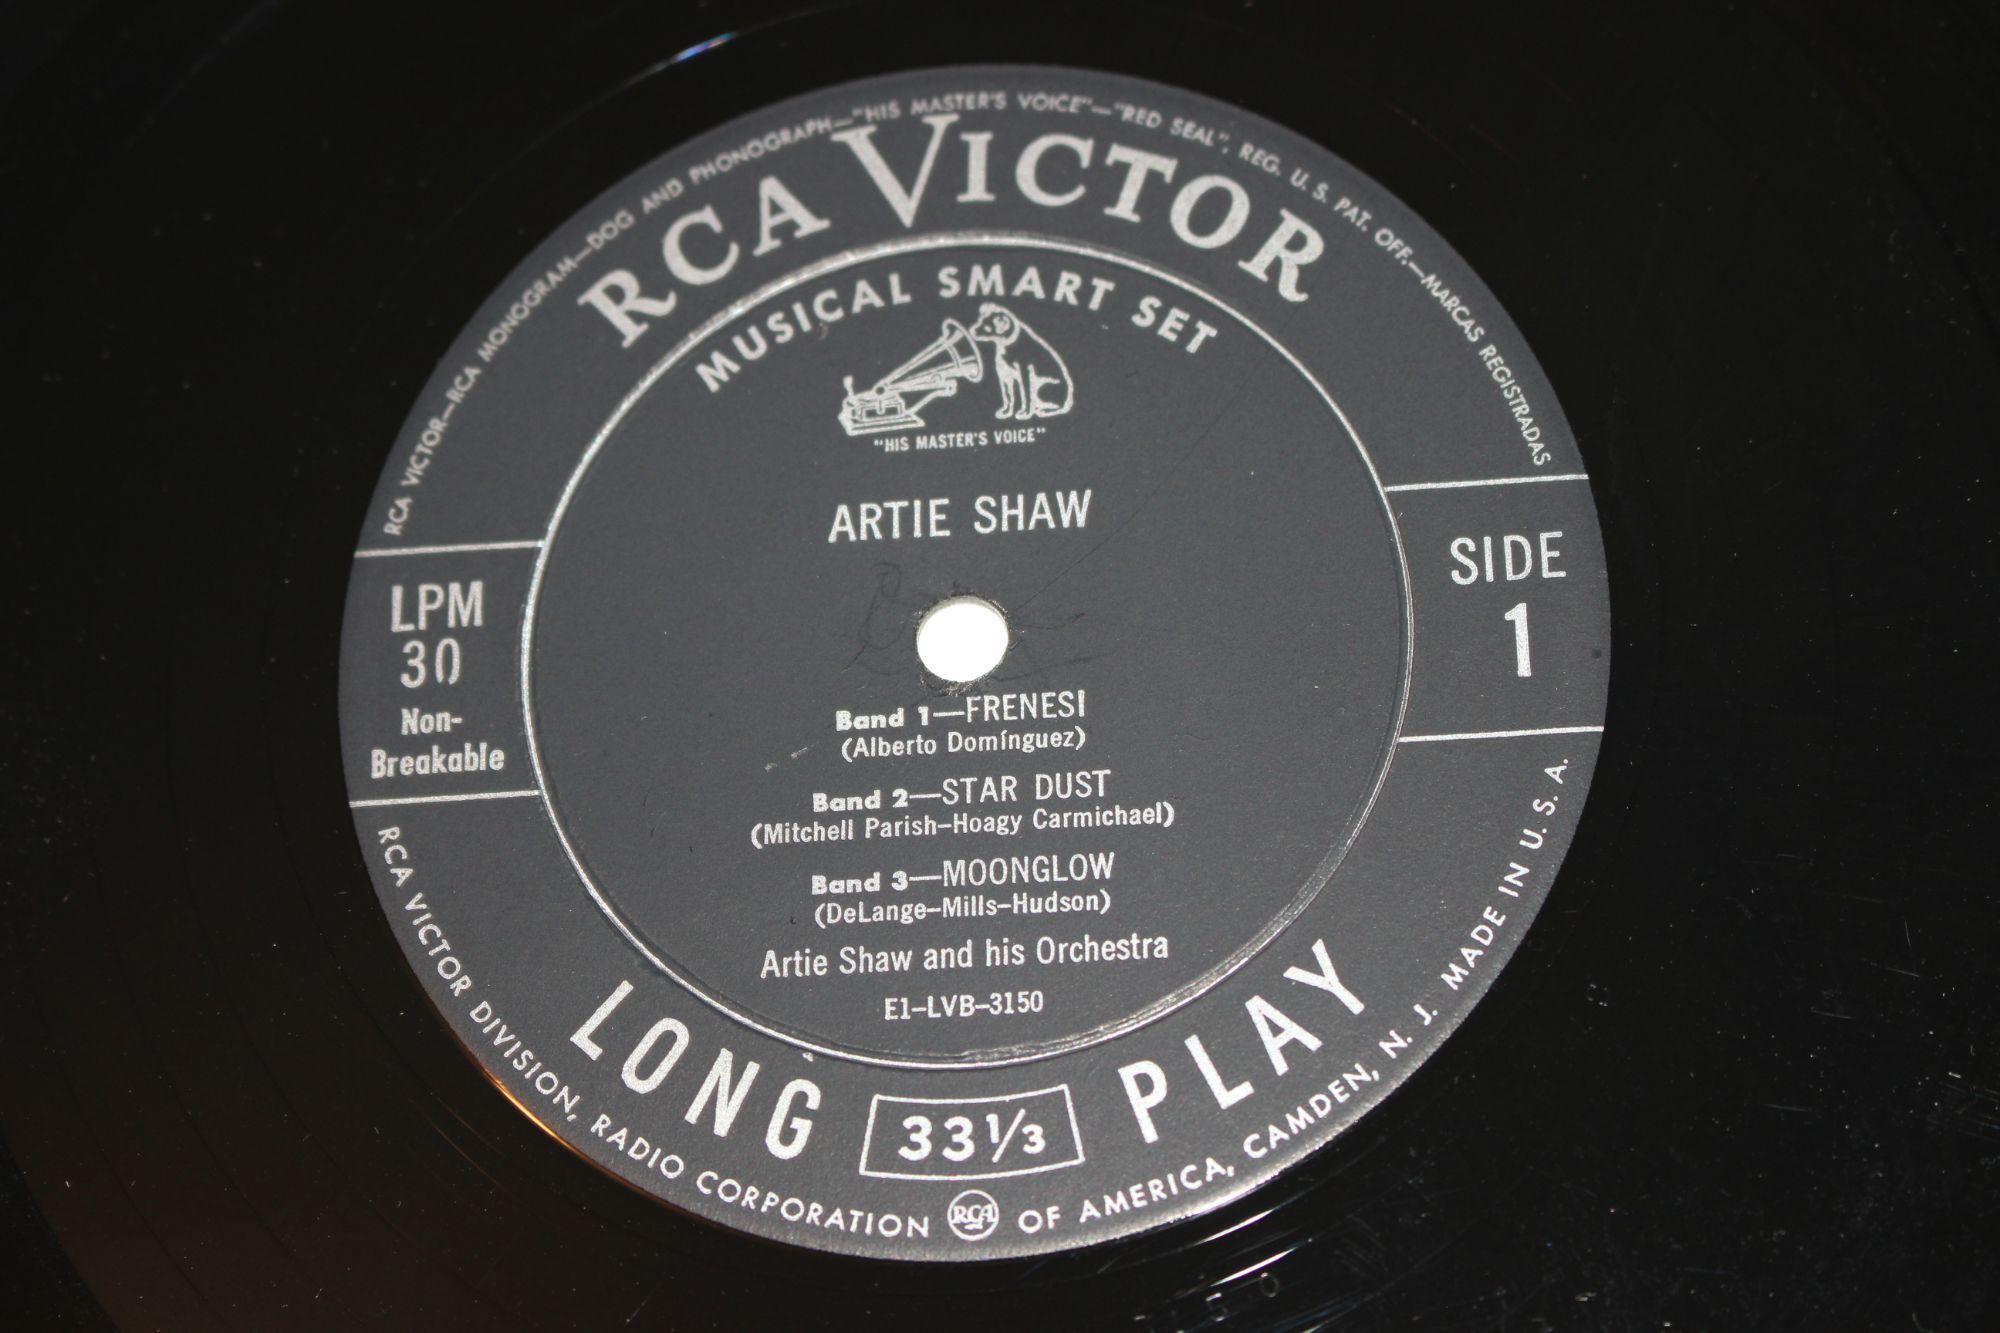 RCA VICTOR—RCA MONOGRAM—DOG AND PHONOGRAPH—"HIS MASTER'S VOICE"—"RED SEAL", REG. U. S. PAT. OFF.—MARCAS REGISTRADAS
RCA VICTOR
MUSICAL SMART SET
"HIS MASTER'S VOICE"
ARTIE SHAW
LPM
30
Non-
Breakable
SIDE
1
Band 1—FRENESI
(Alberto Domínguez)
Band 2—STAR DUST
(Mitchell Parish–Hoagy Carmichael)
Band 3—MOONGLOW
(DeLange–Mills–Hudson)
Artie Shaw and his Orchestra
E1–LVB–3150
LONG 33 1/3 PLAY
RCA VICTOR DIVISION, RADIO CORPORATION RCA OF AMERICA, CAMDEN, N. J. MADE IN U. S. A.